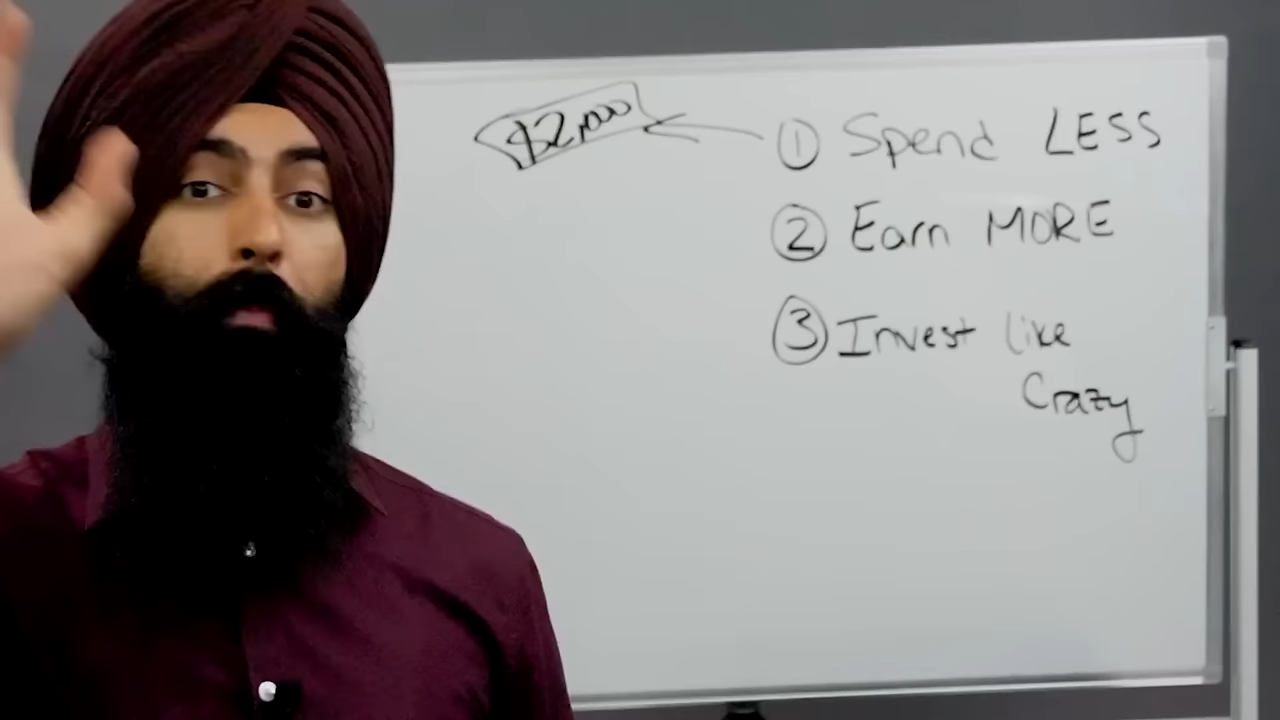 $2,000
① Spend LESS
② Earn MORE
③ Invest like
Crazy